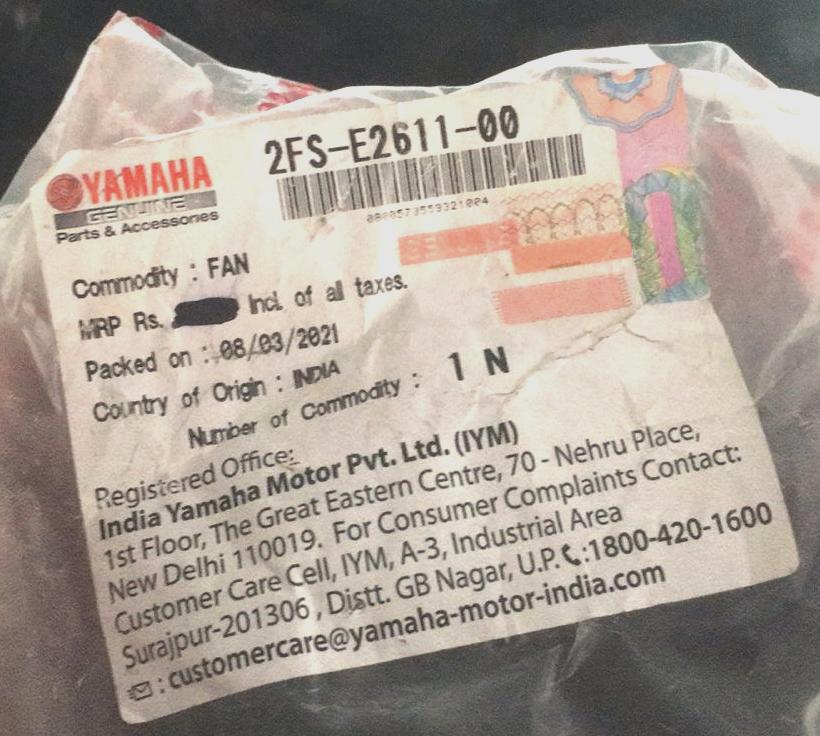 2FS-E2611-00
YAMAHA
GENUINE
Parts & Accessories
GENUINE
Commodity : FAN
MRP Rs. Incl. of all taxes.
Packed on : 08/03/2021
Country of Origin : INDIA
Number of Commodity : 1 N
Registered Office:
India Yamaha Motor Pvt. Ltd. (IYM)
1st Floor, The Great Eastern Centre, 70 - Nehru Place,
New Delhi 110019. For Consumer Complaints Contact:
Customer Care Cell, IYM, A-3, Industrial Area
Surajpur-201306 , Distt. GB Nagar, U.P. :1800-420-1600
: customercare@yamaha-motor-india.com